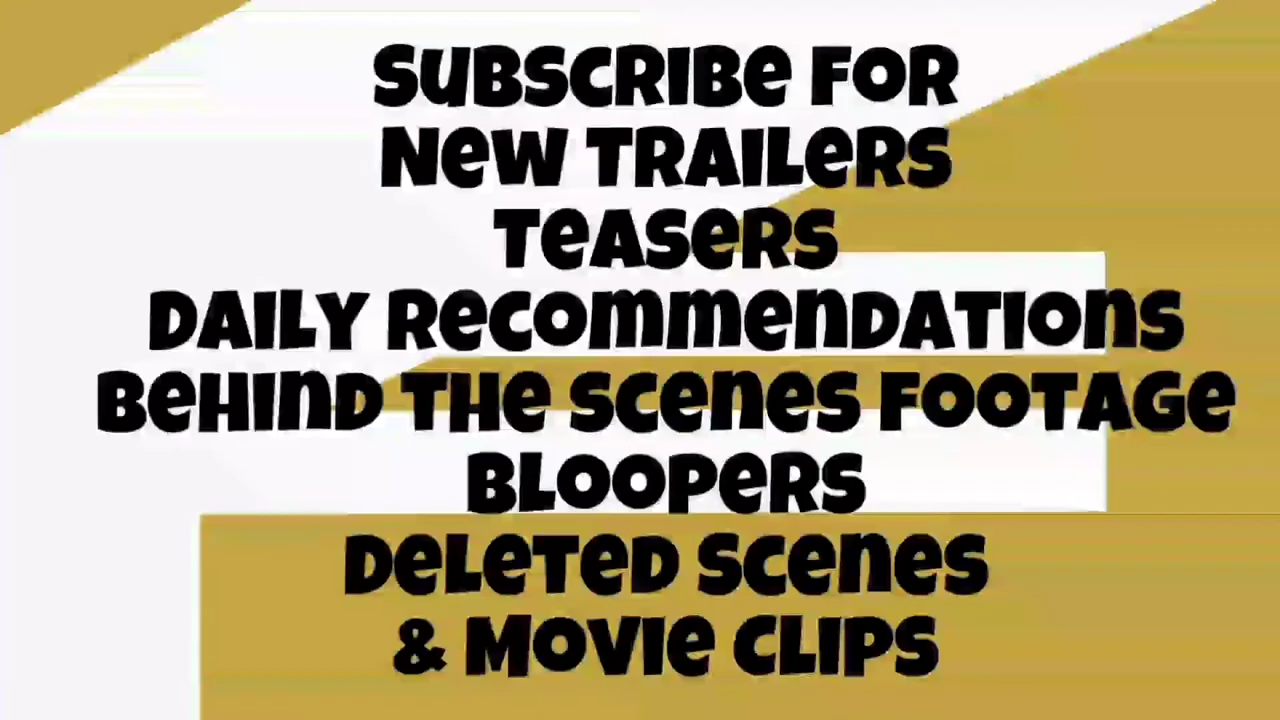 SUBSCRIBE FOR
NEW TRAILERS
TEASERS
DAILY RECOMMENDATIONS
BEHIND THE SCENES FOOTAGE
BLOOPERS
DELETED SCENES
& MOVIE CLIPS